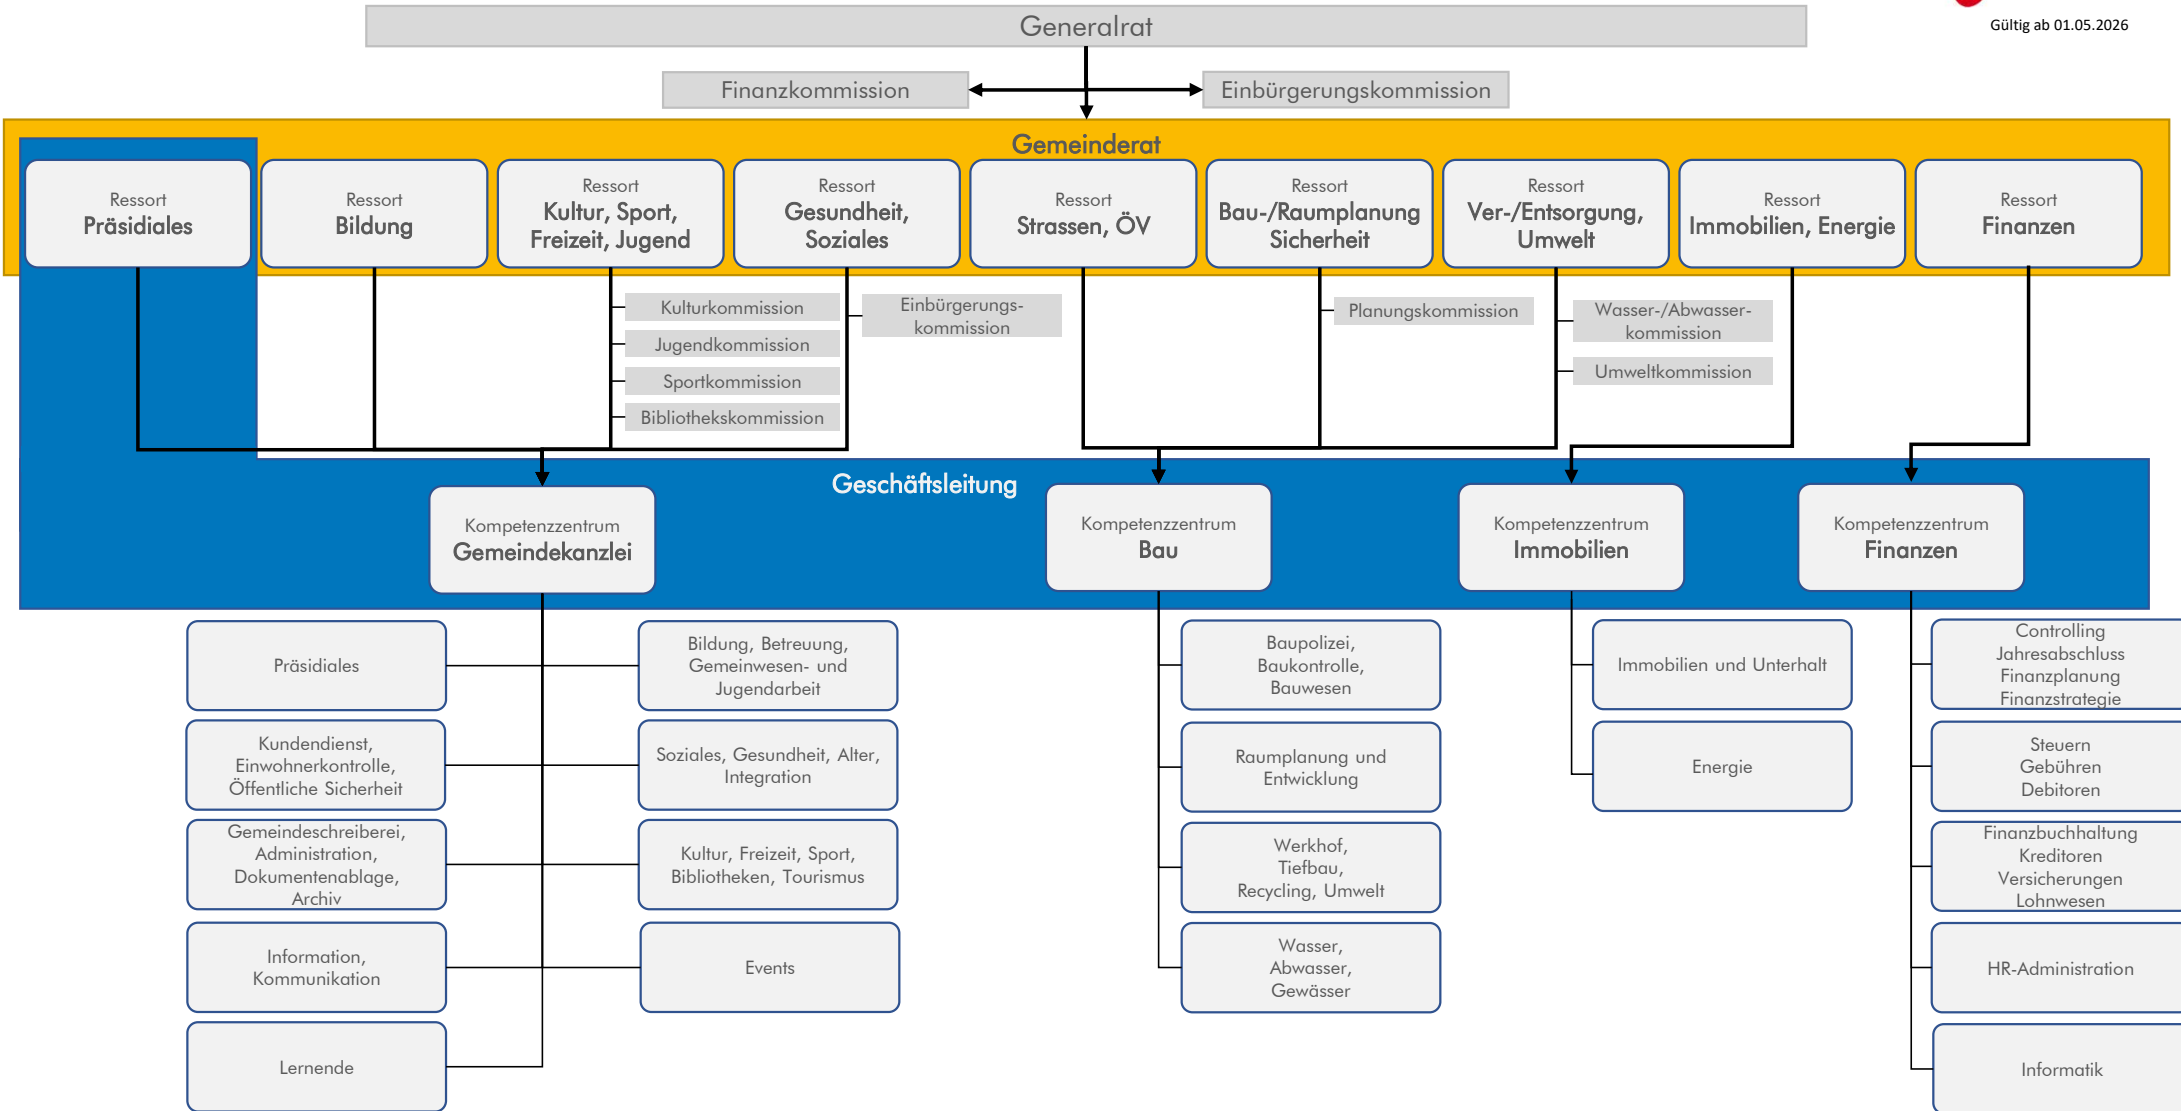 Generalrat
Gültig ab 01.05.2026
Finanzkommission
Einbürgerungskommission
Gemeinderat
Ressort
Präsidiales
Ressort
Bildung
Ressort
Kultur, Sport,
Freizeit, Jugend
Ressort
Gesundheit,
Soziales
Ressort
Strassen, ÖV
Ressort
Bau-/Raumplanung
Sicherheit
Ressort
Ver-/Entsorgung,
Umwelt
Ressort
Immobilien, Energie
Ressort
Finanzen
Kulturkommission
Jugendkommission
Sportkommission
Bibliothekskommission
Einbürgerungs-
kommission
Planungskommission
Wasser-/Abwasser-
kommission
Umweltkommission
Geschäftsleitung
Kompetenzzentrum
Gemeindekanzlei
Kompetenzzentrum
Bau
Kompetenzzentrum
Immobilien
Kompetenzzentrum
Finanzen
Präsidiales
Kundendienst,
Einwohnerkontrolle,
Öffentliche Sicherheit
Gemeindeschreiberei,
Administration,
Dokumentenablage,
Archiv
Information,
Kommunikation
Lernende
Bildung, Betreuung,
Gemeinwesen- und
Jugendarbeit
Soziales, Gesundheit, Alter,
Integration
Kultur, Freizeit, Sport,
Bibliotheken, Tourismus
Events
Baupolizei,
Baukontrolle,
Bauwesen
Raumplanung und
Entwicklung
Werkhof,
Tiefbau,
Recycling, Umwelt
Wasser,
Abwasser,
Gewässer
Immobilien und Unterhalt
Energie
Controlling
Jahresabschluss
Finanzplanung
Finanzstrategie
Steuern
Gebühren
Debitoren
Finanzbuchhaltung
Kreditoren
Versicherungen
Lohnwesen
HR-Administration
Informatik